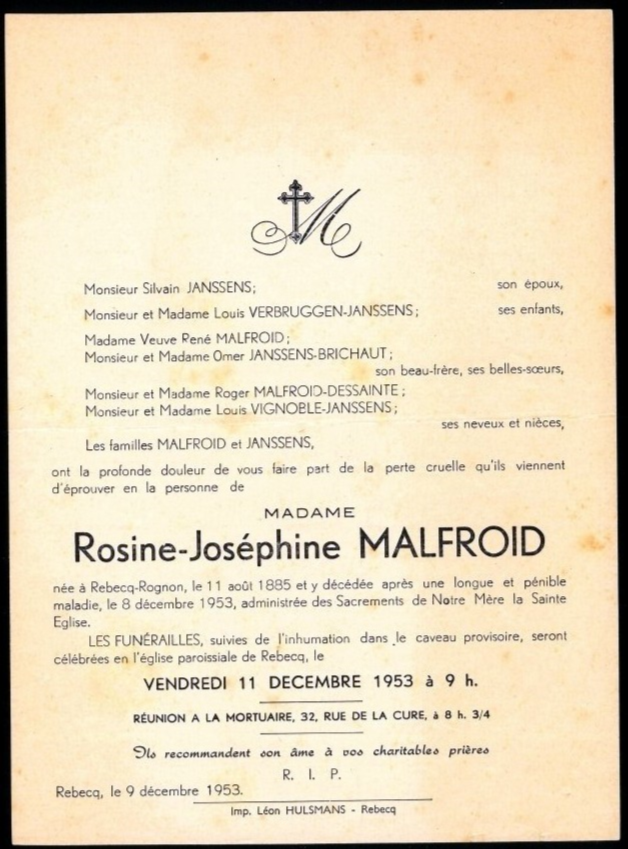 M
Monsieur Silvain JANSSENS; son époux,
Monsieur et Madame Louis VERBRUGGEN-JANSSENS; ses enfants,
Madame Veuve René MALFROID;
Monsieur et Madame Omer JANSSENS-BRICHAUT;
son beau-frère, ses belles-sœurs,
Monsieur et Madame Roger MALFROID-DESSAINTE;
Monsieur et Madame Louis VIGNOBLE-JANSSENS;
ses neveux et nièces,
Les familles MALFROID et JANSSENS,
ont la profonde douleur de vous faire part de la perte cruelle qu'ils viennent
d'éprouver en la personne de
MADAME
Rosine-Joséphine MALFROID
née à Rebecq-Rognon, le 11 août 1885 et y décédée après une longue et pénible
maladie, le 8 décembre 1953, administrée des Sacrements de Notre Mère la Sainte
Eglise.
LES FUNÉRAILLES, suivies de l'inhumation dans le caveau provisoire, seront
célébrées en l'église paroissiale de Rebecq, le
VENDREDI 11 DECEMBRE 1953 à 9 h.
RÉUNION A LA MORTUAIRE, 32, RUE DE LA CURE, à 8 h. 3/4
Ils recommandent son âme à vos charitables prières
R. I. P.
Rebecq, le 9 décembre 1953.
Imp. Léon HULSMANS - Rebecq